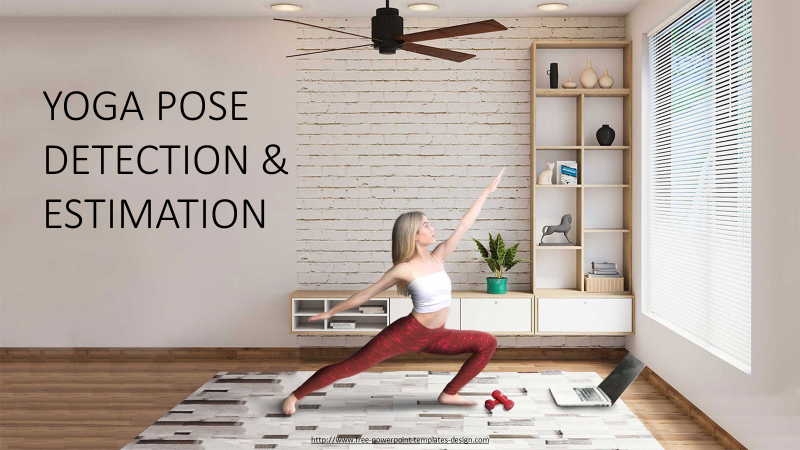 YOGA POSE
DETECTION &
ESTIMATION
http://www.free-powerpoint-templates-design.com